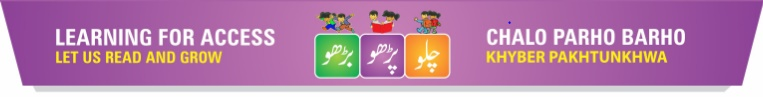 LEARNING FOR ACCESS
LET US READ AND GROW
چلو پڑھو بڑھو
CHALO PARHO BARHO
KHYBER PAKHTUNKHWA